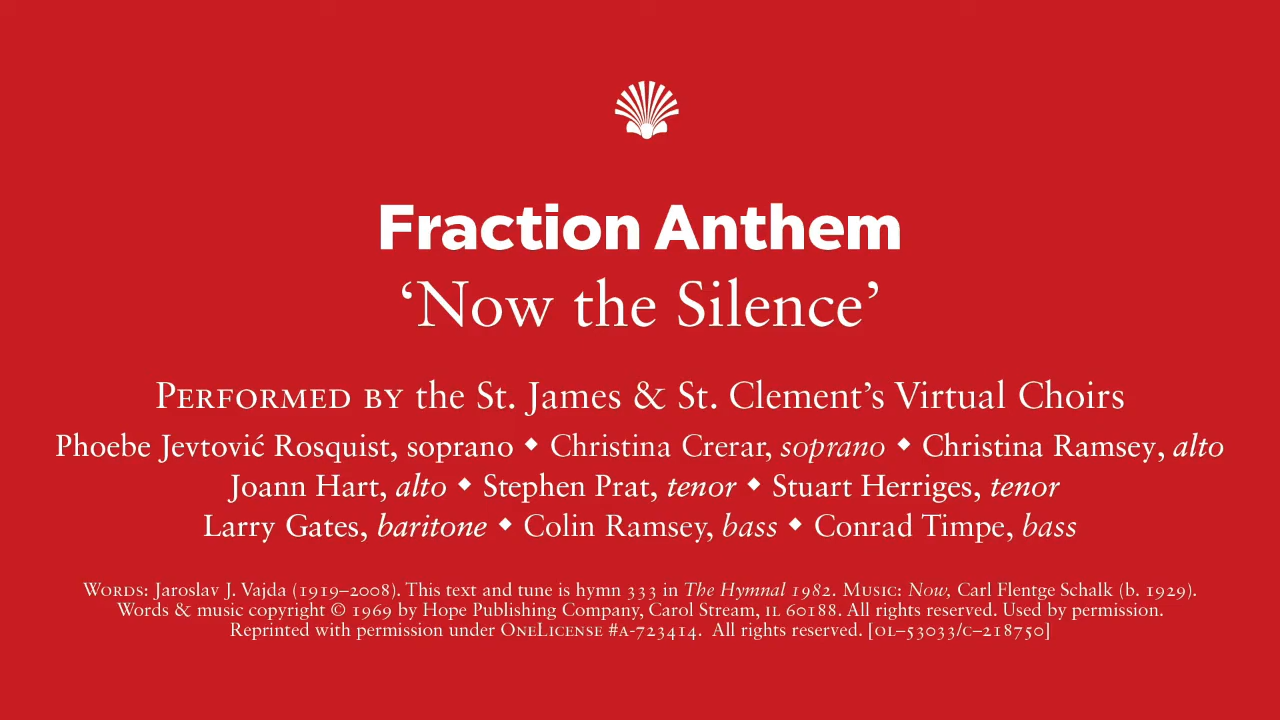 Fraction Anthem
‘Now the Silence’
Performed by the St. James & St. Clement’s Virtual Choirs
Phoebe Jevtović Rosquist, soprano ◆ Christina Crerar, soprano ◆ Christina Ramsey, alto
Joann Hart, alto ◆ Stephen Prat, tenor ◆ Stuart Herriges, tenor
Larry Gates, baritone ◆ Colin Ramsey, bass ◆ Conrad Timpe, bass
Words: Jaroslav J. Vajda (1919–2008). This text and tune is hymn 333 in The Hymnal 1982. Music: Now, Carl Flentge Schalk (b. 1929).
Words & music copyright © 1969 by Hope Publishing Company, Carol Stream, IL 60188. All rights reserved. Used by permission.
Reprinted with permission under OneLicense #A-723414. All rights reserved. [OL–53033/C–218750]